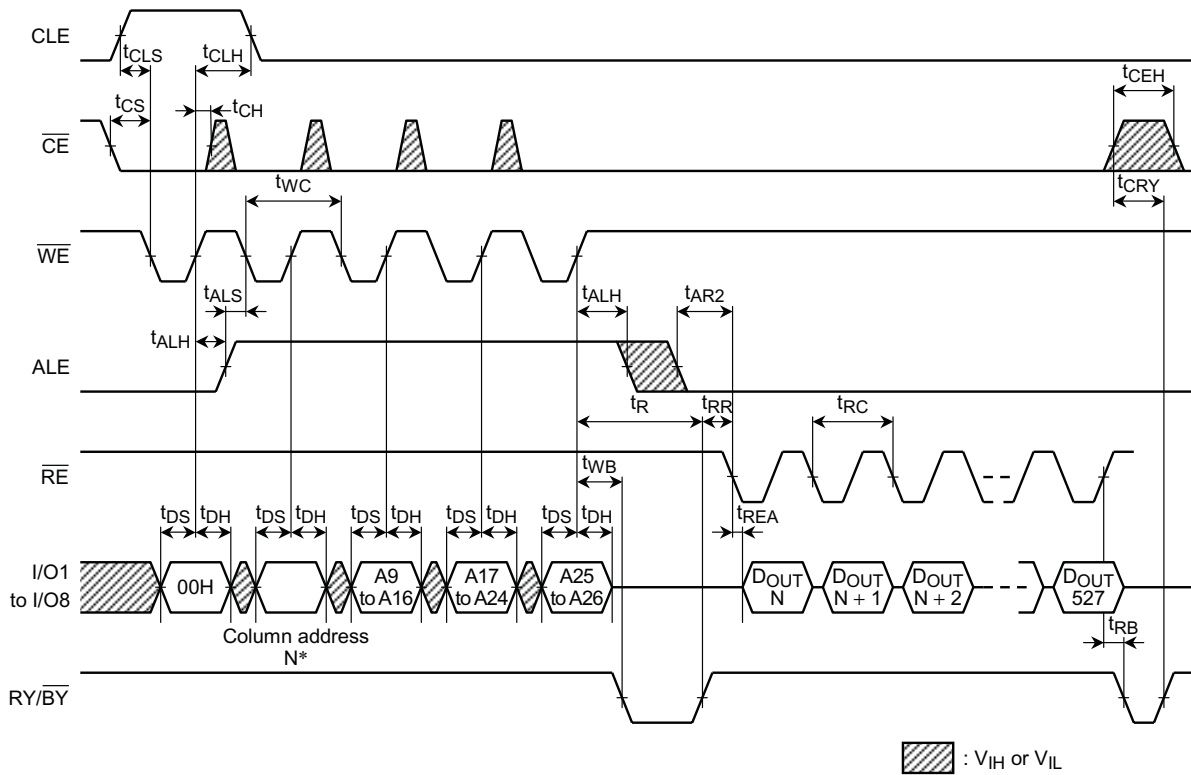 CLE
tCLS
tCLH
tCEH
tCS
tCH
CE
tWC
tCRY
WE
tALS
tALH
tAR2
tALH
ALE
tR
tRR
tRC
RE
tWB
tDS tDH tDS tDH tDS tDH tDS tDH tDS tDH
tREA
I/O1
to I/O8
00H
A9
to A16
A17
to A24
A25
to A26
DOUT
N
DOUT
N + 1
DOUT
N + 2
DOUT
527
Column address
N*
tRB
RY/BY
: VIH or VIL